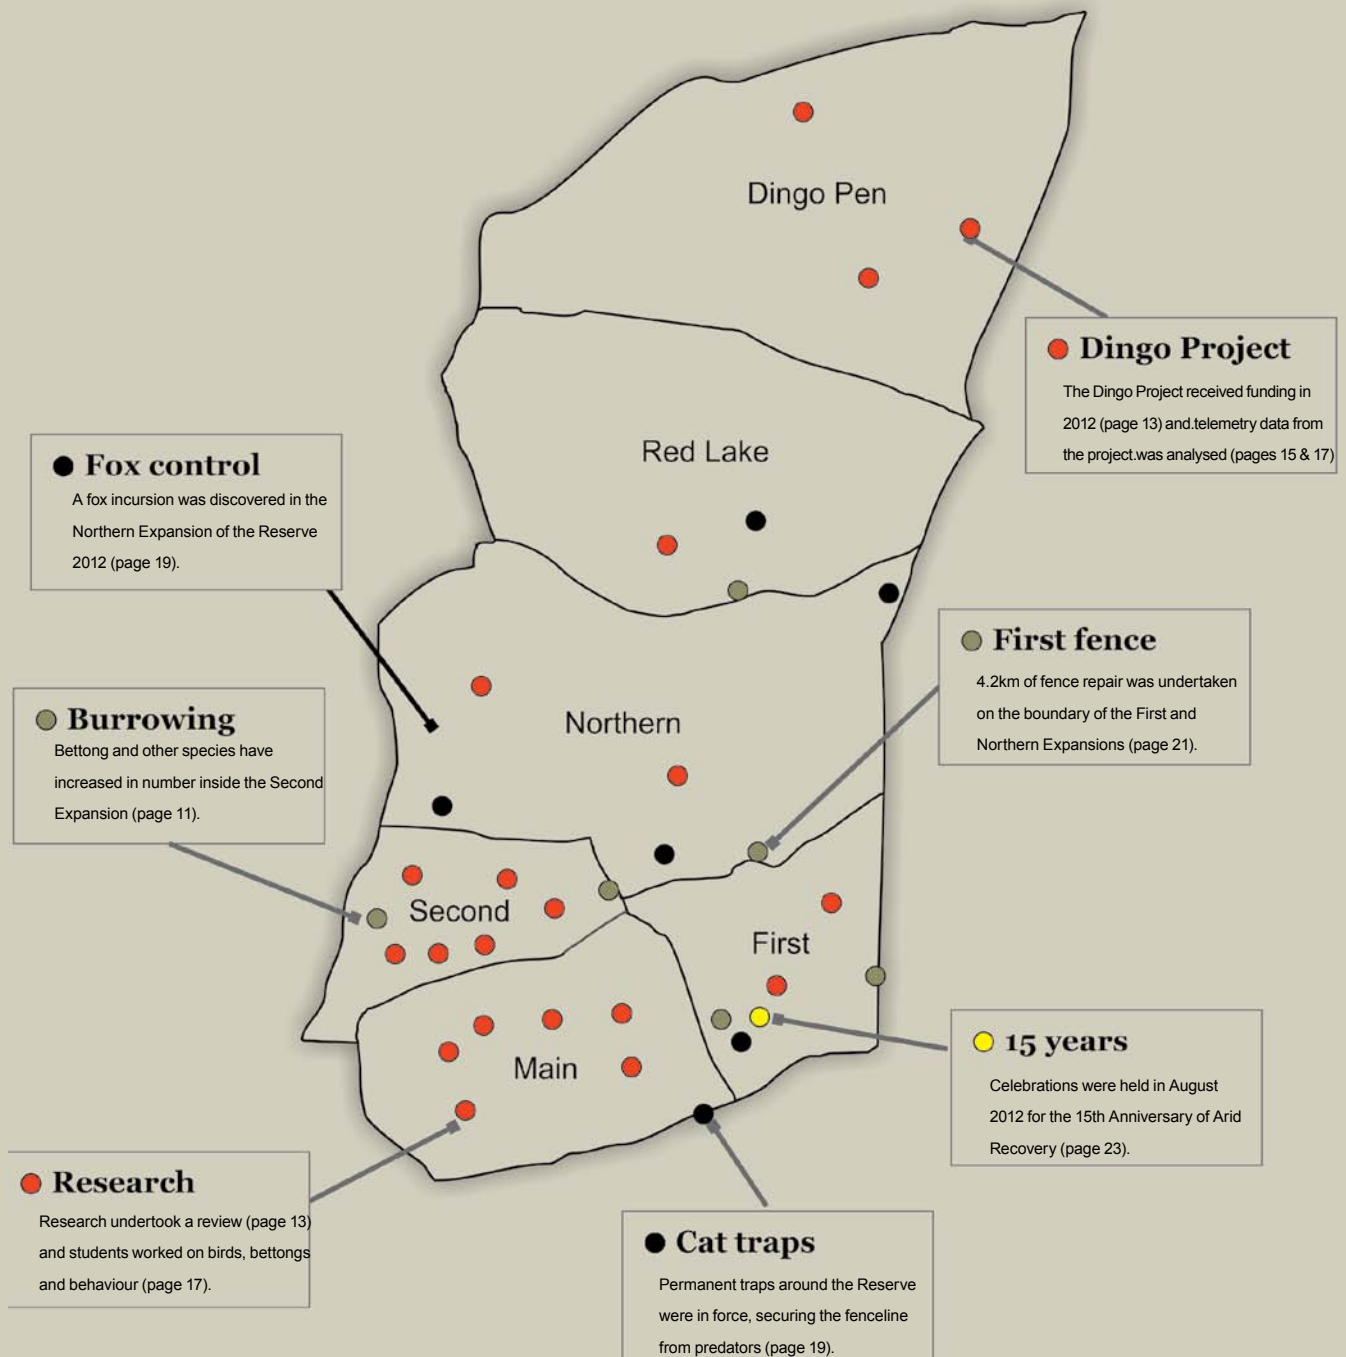 Dingo Pen
Dingo Project
The Dingo Project received funding in
2012 (page 13) and.telemetry data from
the project.was analysed (pages 15 & 17)
Red Lake
Fox control
A fox incursion was discovered in the
Northern Expansion of the Reserve
2012 (page 19).
First fence
4.2km of fence repair was undertaken
on the boundary of the First and
Northern Expansions (page 21).
Northern
Burrowing
Bettong and other species have
increased in number inside the Second
Expansion (page 11).
Second
First
15 years
Celebrations were held in August
2012 for the 15th Anniversary of Arid
Recovery (page 23).
Main
Research
Research undertook a review (page 13)
and students worked on birds, bettongs
and behaviour (page 17).
Cat traps
Permanent traps around the Reserve
were in force, securing the fenceline
from predators (page 19).